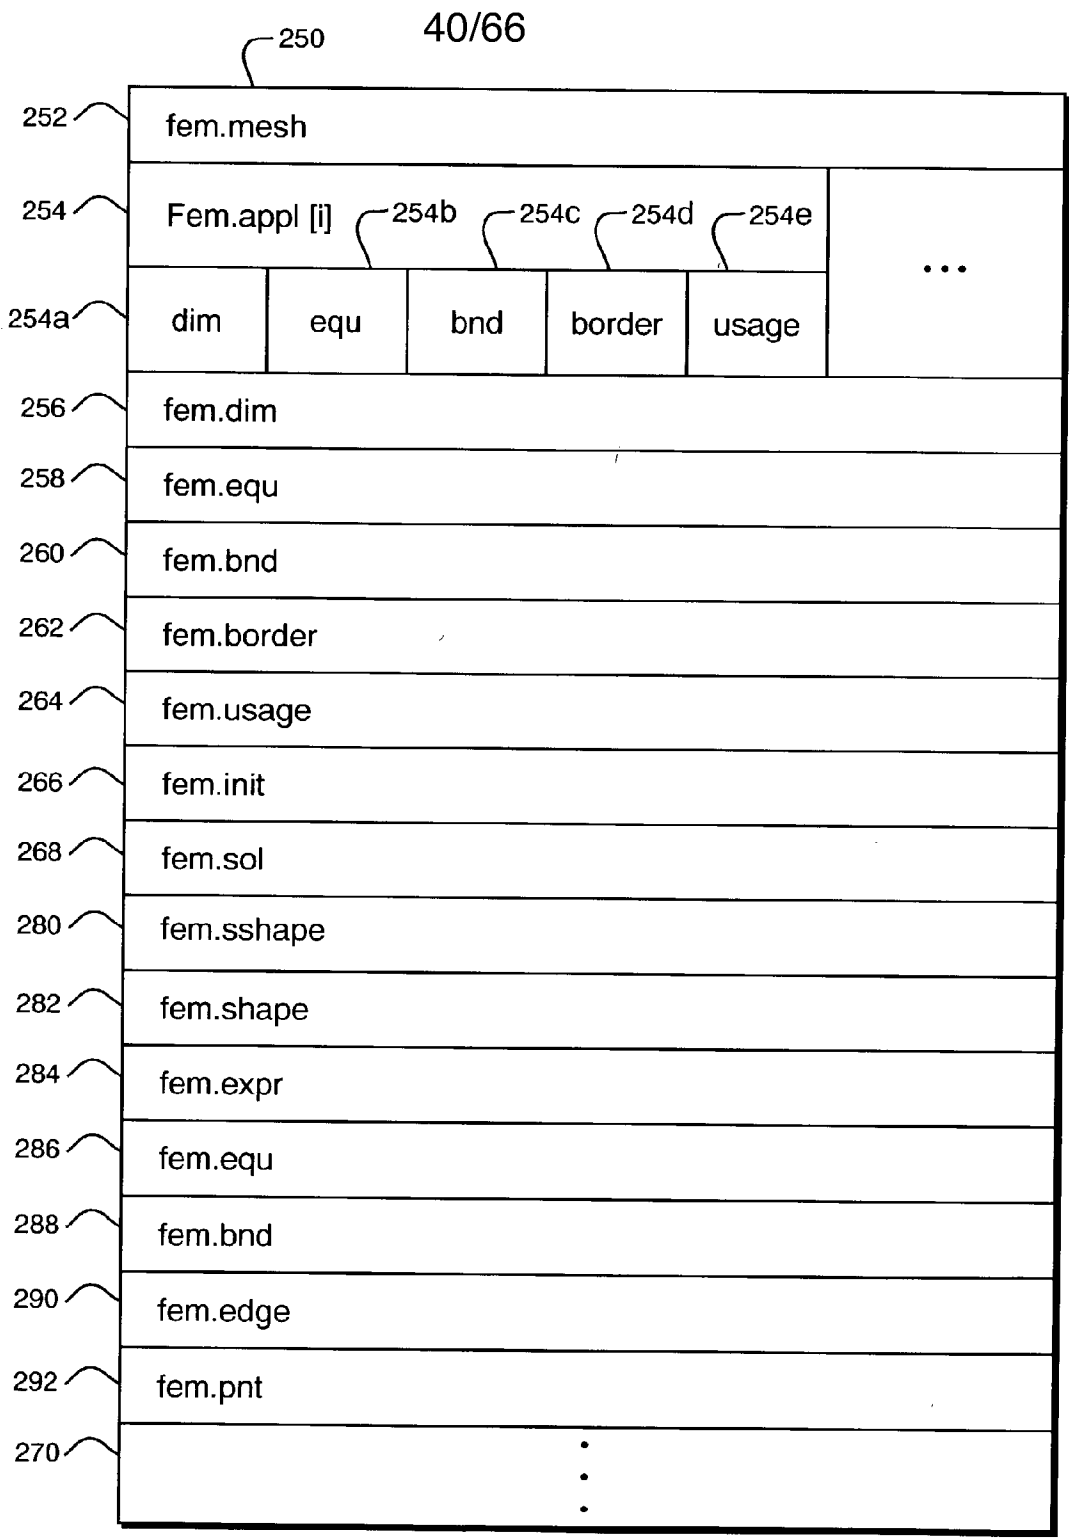 40/66
250
252 fem.mesh
254 Fem.appl [i] 254b 254c 254d 254e
...
254a dim equ bnd border usage
256 fem.dim
258 fem.equ
260 fem.bnd
262 fem.border
264 fem.usage
266 fem.init
268 fem.sol
280 fem.sshape
282 fem.shape
284 fem.expr
286 fem.equ
288 fem.bnd
290 fem.edge
292 fem.pnt
270